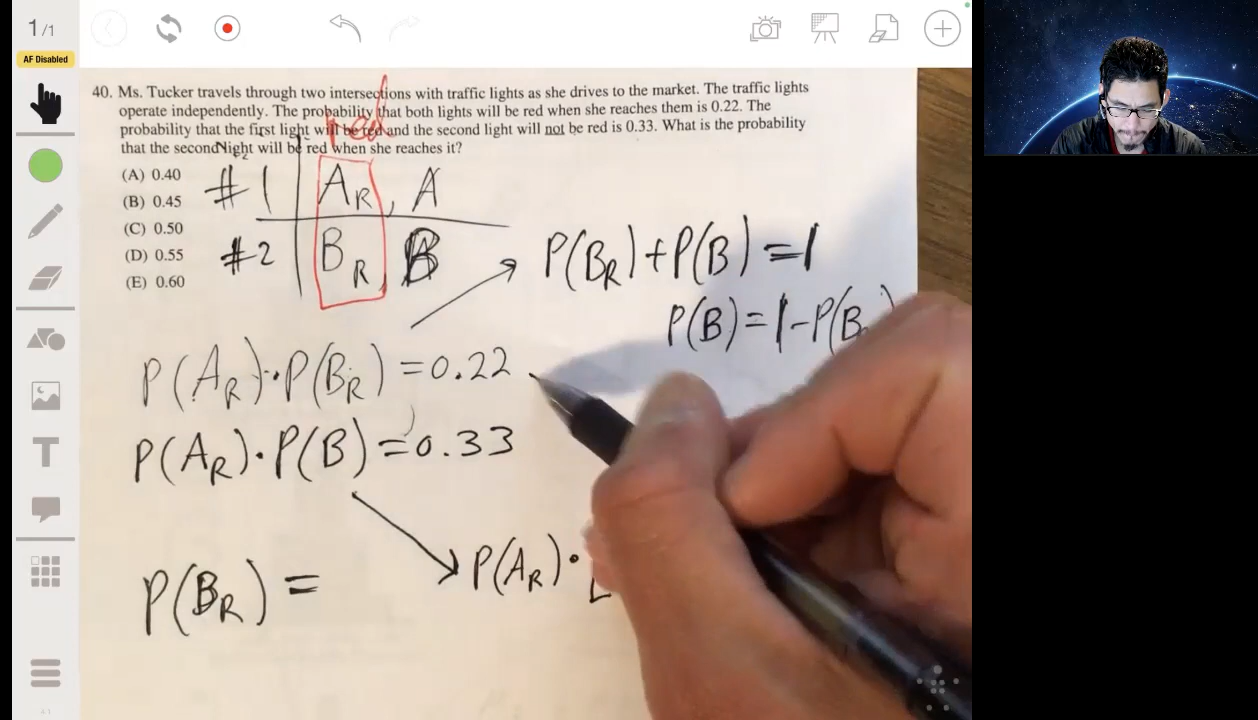 1/1
AF Disabled
40. Ms. Tucker travels through two intersections with traffic lights as she drives to the market. The traffic lights
operate independently. The probability that both lights will be red when she reaches them is 0.22. The
probability that the first light will be red and the second light will not be red is 0.33. What is the probability
that the second light will be red when she reaches it?
red
(A) 0.40
(B) 0.45
(C) 0.50
(D) 0.55
(E) 0.60
#1 | A_R, A
#2 | B_R, B
P(B_R)+P(B)=1
P(B)=1-P(B
P(A_R)·P(B_R)=0.22
P(A_R)·P(B)=0.33
P(A_R)·[
P(B_R)=
T